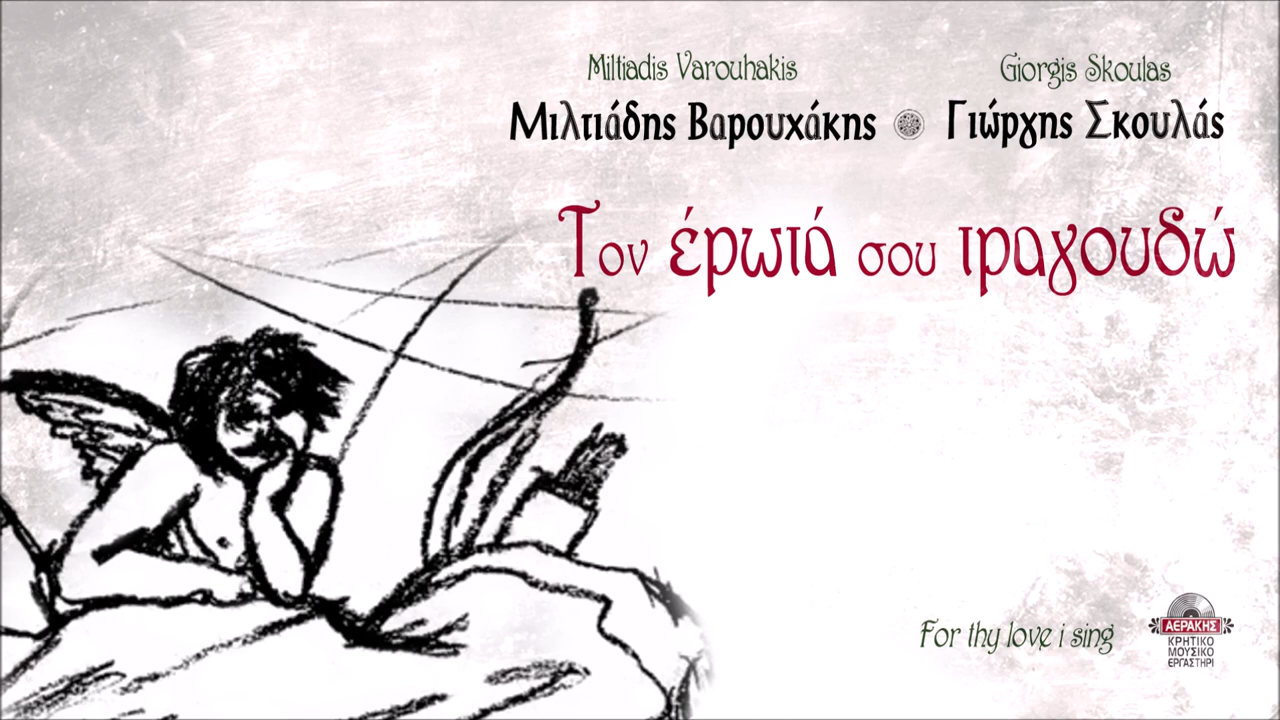 Miltiadis Varouhakis Giorgis Skoulas
Μιλτιάδης Βαρουχάκης Γιώργης Σκουλάς
Τον έρωτά σου τραγουδώ
For thy love i sing
ΑΕΡΑΚΗΣ
ΚΡΗΤΙΚΟ
ΜΟΥΣΙΚΟ
ΕΡΓΑΣΤΗΡΙ